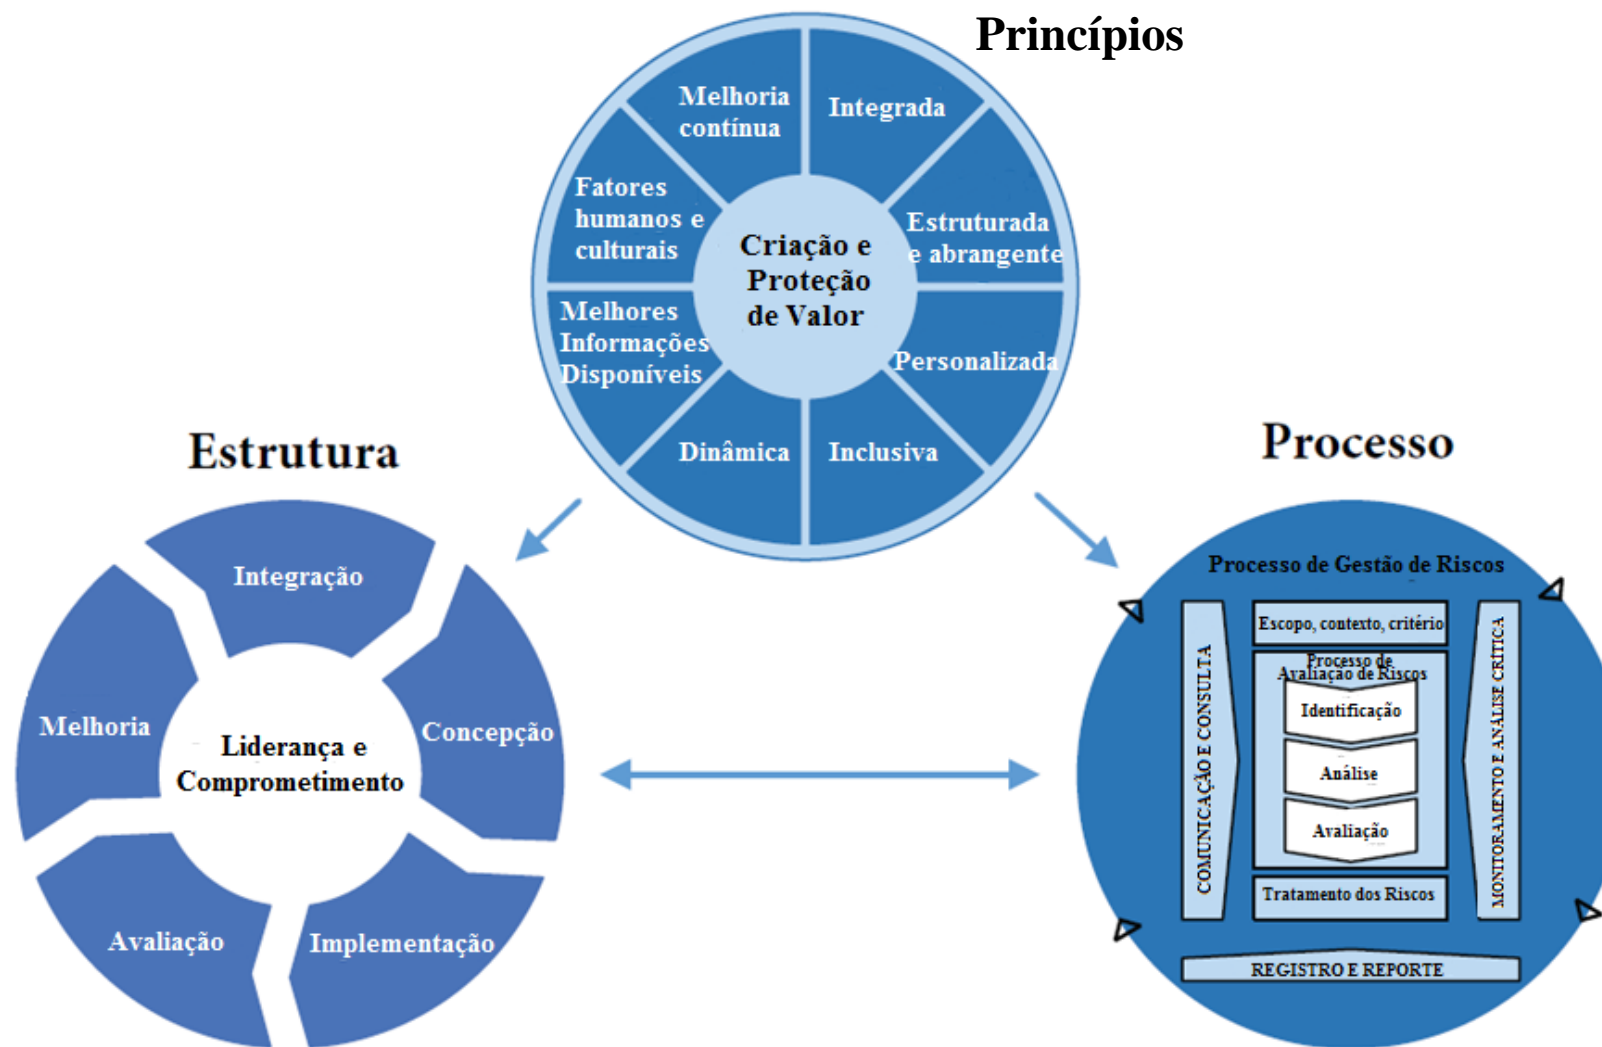 Princípios
Melhoria
contínua
Integrada
Fatores
humanos e
culturais
Estruturada
e abrangente
Criação e
Proteção
de Valor
Melhores
Informações
Disponíveis
Personalizada
Dinâmica
Inclusiva
Estrutura
Integração
Melhoria
Concepção
Liderança e
Comprometimento
Avaliação
Implementação
Processo
Processo de Gestão de Riscos
COMUNICAÇÃO E CONSULTA
Escopo, contexto, critério
Processo de
Avaliação de Riscos
Identificação
Análise
Avaliação
Tratamento dos Riscos
MONITORAMENTO E ANÁLISE CRÍTICA
REGISTRO E REPORTE